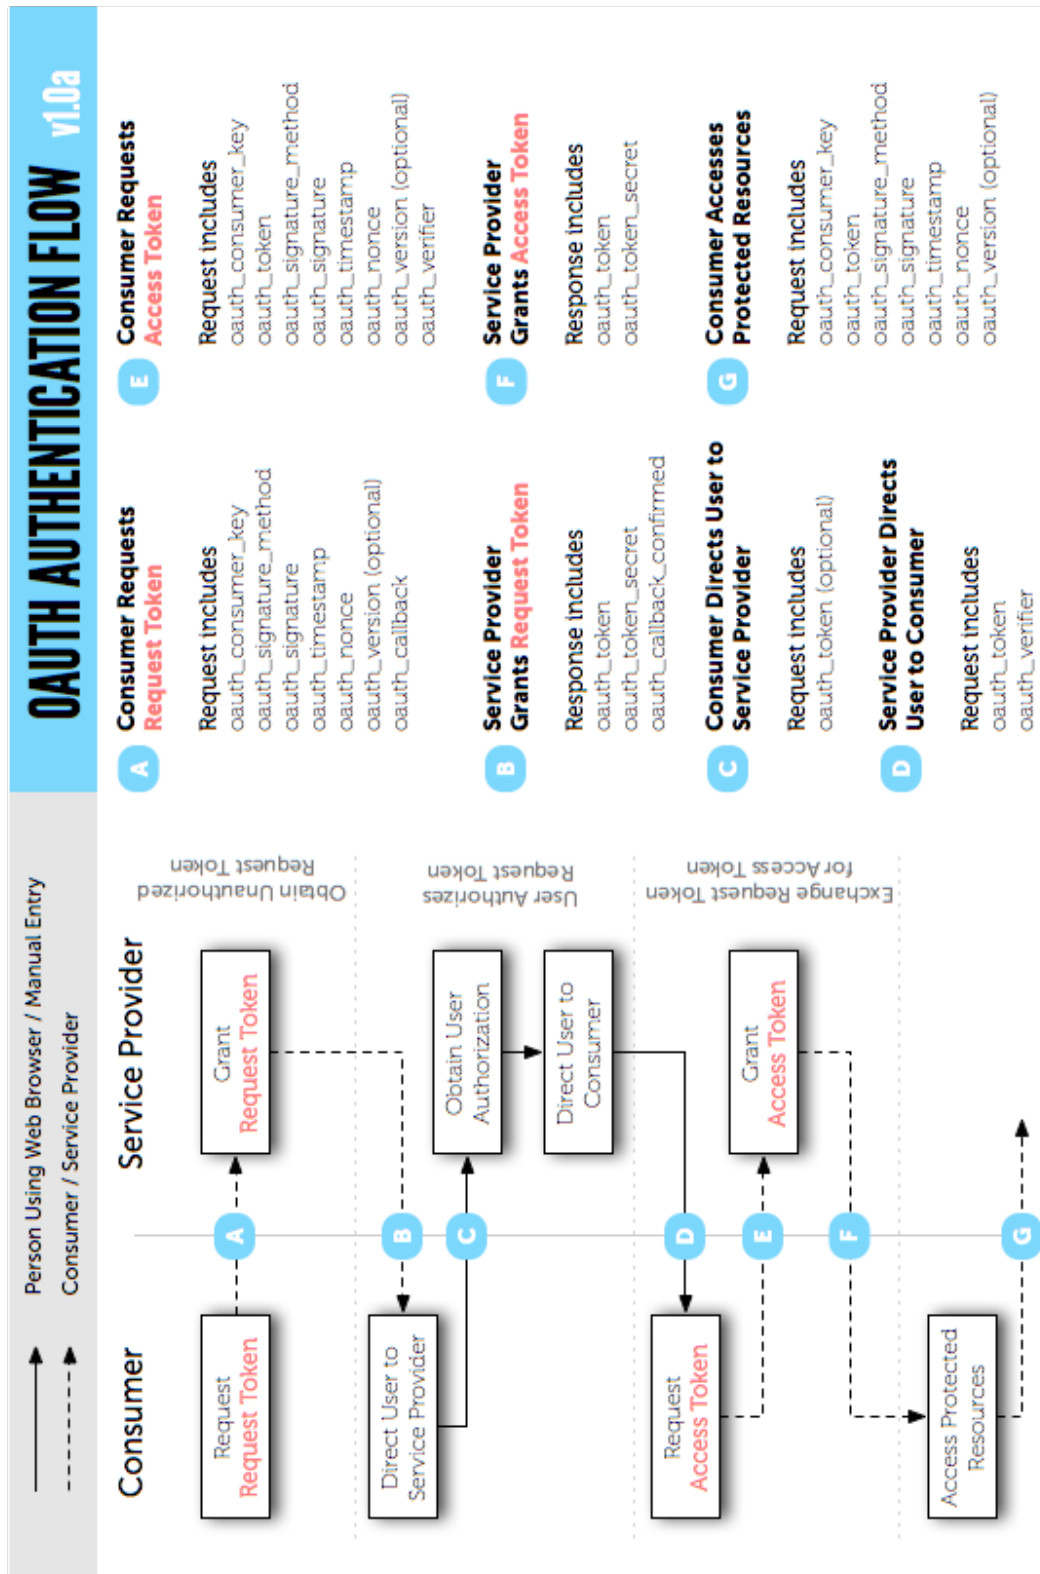 Person Using Web Browser / Manual Entry
Consumer / Service Provider
OAUTH AUTHENTICATION FLOW v1.0a
Consumer
Service Provider
Request
Request Token
A
Grant
Request Token
Obtain Unauthorized
Request Token
B
Direct User to
Service Provider
C
Obtain User
Authorization
Direct User to
Consumer
User Authorizes
Request Token
D
Request
Access Token
E
Grant
Access Token
F
Exchange Request Token
for Access Token
Access Protected
Resources
G
A
Consumer Requests
Request Token
Request includes
oauth_consumer_key
oauth_signature_method
oauth_signature
oauth_timestamp
oauth_nonce
oauth_version (optional)
oauth_callback
B
Service Provider
Grants Request Token
Response includes
oauth_token
oauth_token_secret
oauth_callback_confirmed
C
Consumer Directs User to
Service Provider
Request includes
oauth_token (optional)
D
Service Provider Directs
User to Consumer
Request includes
oauth_token
oauth_verifier
E
Consumer Requests
Access Token
Request includes
oauth_consumer_key
oauth_token
oauth_signature_method
oauth_signature
oauth_timestamp
oauth_nonce
oauth_version (optional)
oauth_verifier
F
Service Provider
Grants Access Token
Response includes
oauth_token
oauth_token_secret
G
Consumer Accesses
Protected Resources
Request includes
oauth_consumer_key
oauth_token
oauth_signature_method
oauth_signature
oauth_timestamp
oauth_nonce
oauth_version (optional)